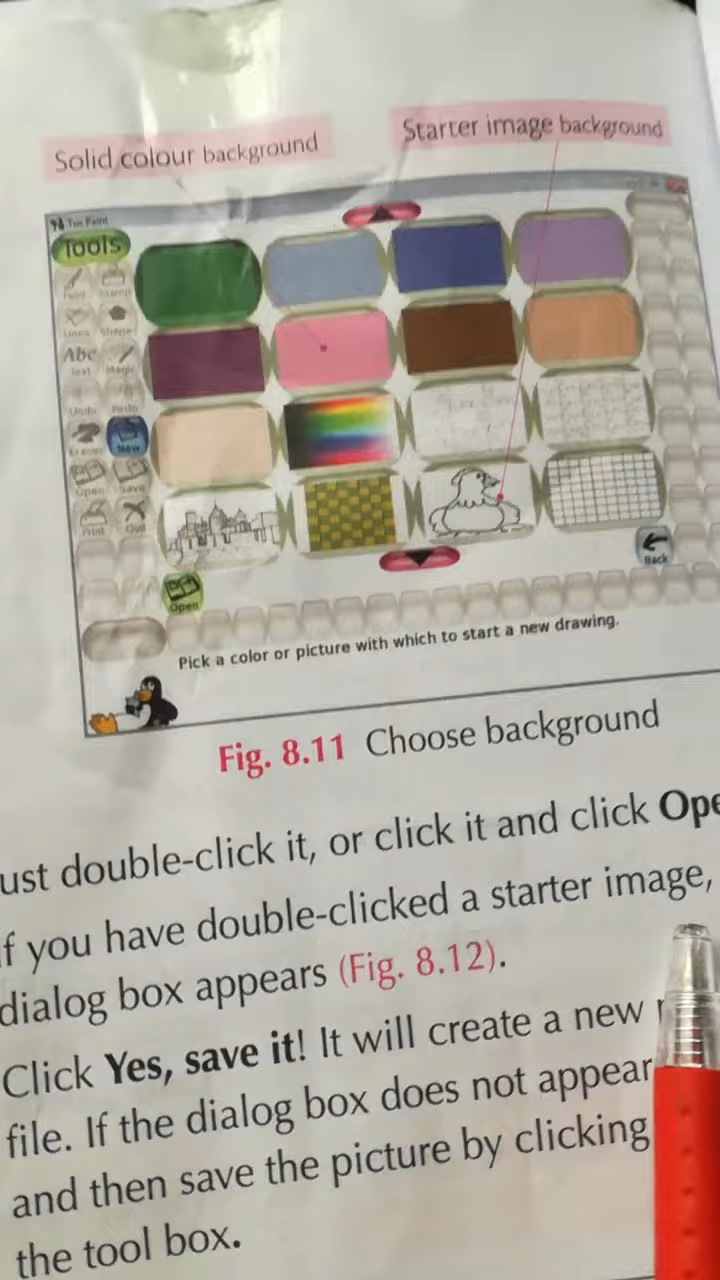 Solid colour background
Starter image background
Tux Paint
Tools
Paint Stamp
Lines Shape
Abc
Text Magic
Undo Redo
Eraser New
Open Save
Print Quit
Open
Back
Pick a color or picture with which to start a new drawing.
Fig. 8.11 Choose background
ust double-click it, or click it and click Ope
f you have double-clicked a starter image,
dialog box appears (Fig. 8.12).
Click Yes, save it! It will create a new
file. If the dialog box does not appear
and then save the picture by clicking
the tool box.